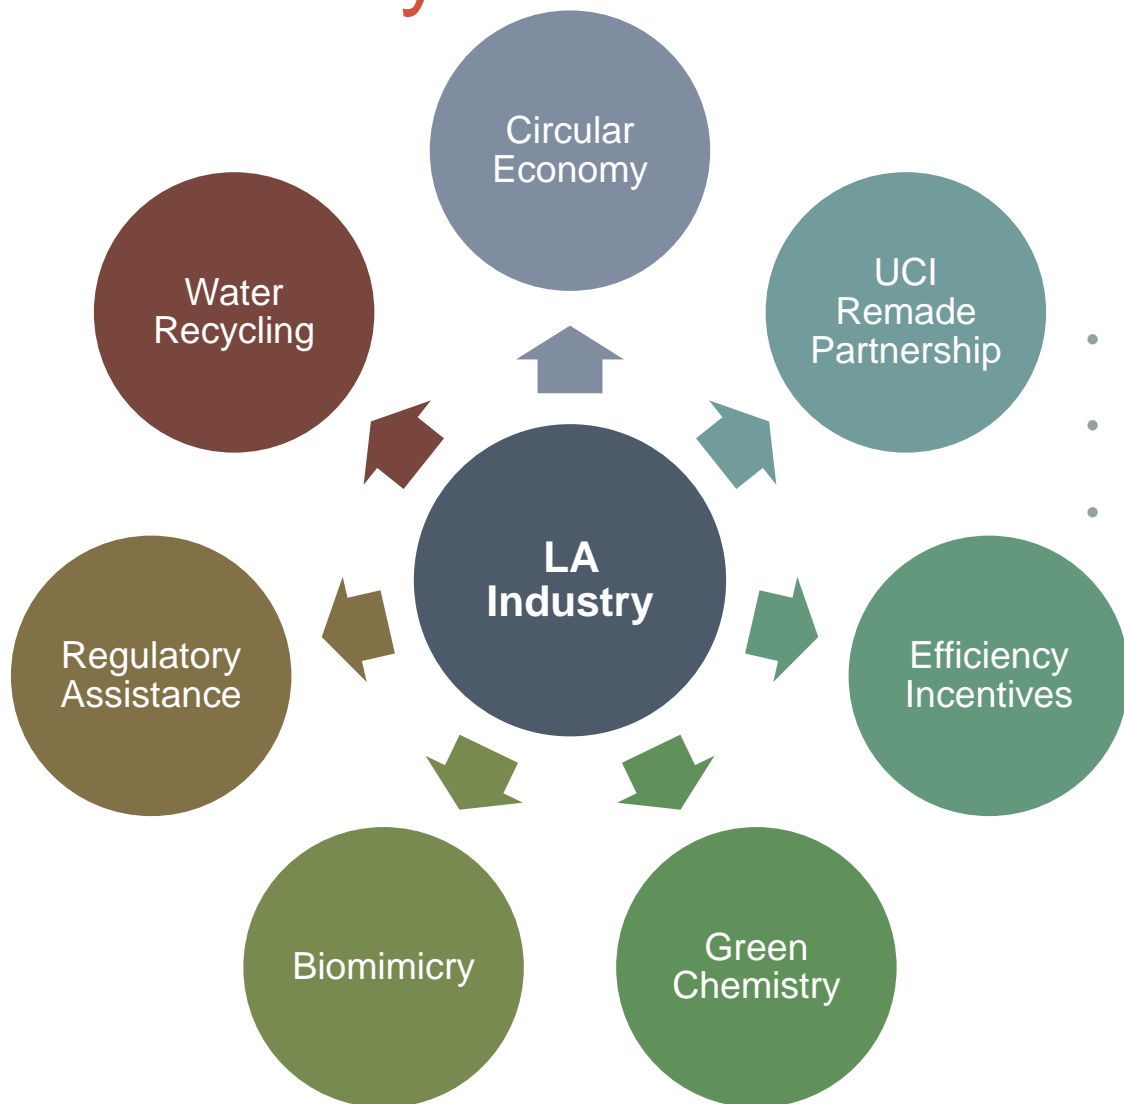 Circular
Economy
UCI
Remade
Partnership
Efficiency
Incentives
Green
Chemistry
Biomimicry
Regulatory
Assistance
Water
Recycling
LA
Industry